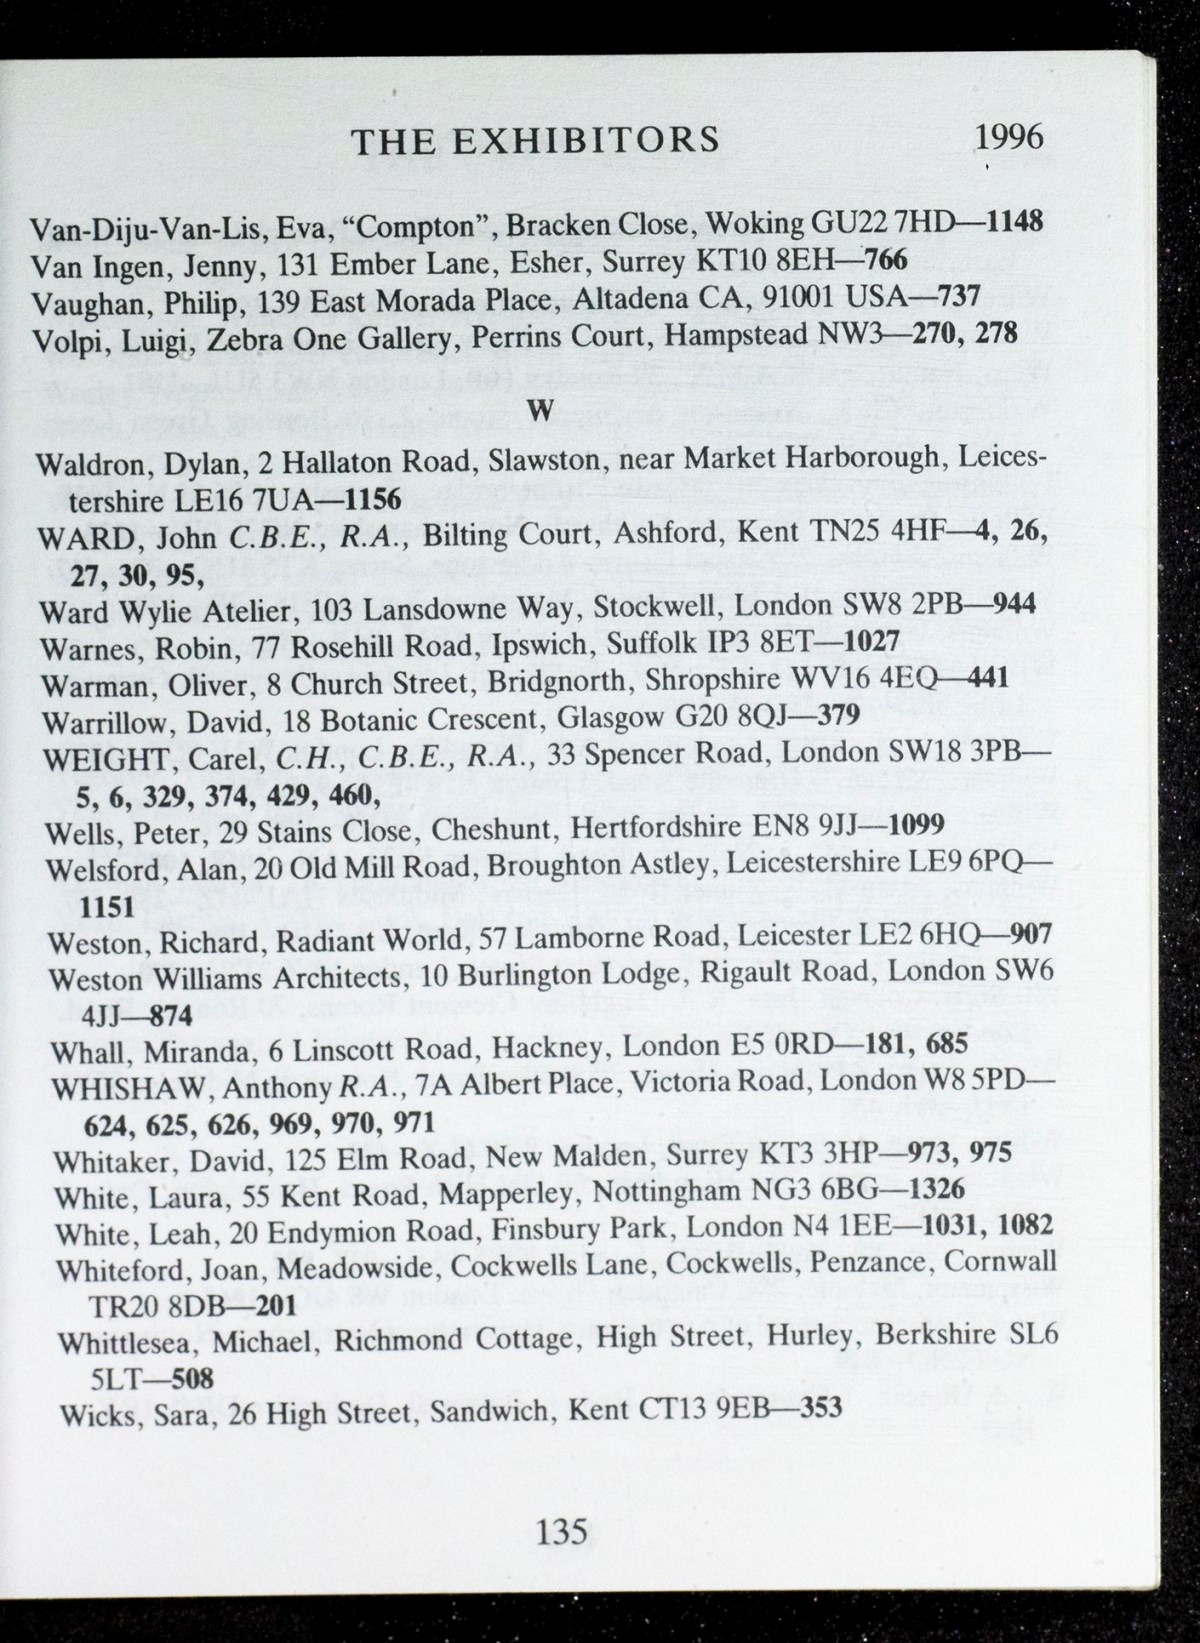 THE EXHIBITORS 1996
Van-Diju-Van-Lis, Eva, “Compton”, Bracken Close, Woking GU22 7HD—1148
Van Ingen, Jenny, 131 Ember Lane, Esher, Surrey KT10 8EH—766
Vaughan, Philip, 139 East Morada Place, Altadena CA, 91001 USA—737
Volpi, Luigi, Zebra One Gallery, Perrins Court, Hampstead NW3—270, 278
W
Waldron, Dylan, 2 Hallaton Road, Slawston, near Market Harborough, Leices-
tershire LE16 7UA—1156
WARD, John C.B.E., R.A., Bilting Court, Ashford, Kent TN25 4HF—4, 26,
27, 30, 95,
Ward Wylie Atelier, 103 Lansdowne Way, Stockwell, London SW8 2PB—944
Warnes, Robin, 77 Rosehill Road, Ipswich, Suffolk IP3 8ET—1027
Warman, Oliver, 8 Church Street, Bridgnorth, Shropshire WV16 4EQ—441
Warrillow, David, 18 Botanic Crescent, Glasgow G20 8QJ—379
WEIGHT, Carel, C.H., C.B.E., R.A., 33 Spencer Road, London SW18 3PB—
5, 6, 329, 374, 429, 460,
Wells, Peter, 29 Stains Close, Cheshunt, Hertfordshire EN8 9JJ—1099
Welsford, Alan, 20 Old Mill Road, Broughton Astley, Leicestershire LE9 6PQ—
1151
Weston, Richard, Radiant World, 57 Lamborne Road, Leicester LE2 6HQ—907
Weston Williams Architects, 10 Burlington Lodge, Rigault Road, London SW6
4JJ—874
Whall, Miranda, 6 Linscott Road, Hackney, London E5 0RD—181, 685
WHISHAW, Anthony R.A., 7A Albert Place, Victoria Road, London W8 5PD—
624, 625, 626, 969, 970, 971
Whitaker, David, 125 Elm Road, New Malden, Surrey KT3 3HP—973, 975
White, Laura, 55 Kent Road, Mapperley, Nottingham NG3 6BG—1326
White, Leah, 20 Endymion Road, Finsbury Park, London N4 1EE—1031, 1082
Whiteford, Joan, Meadowside, Cockwells Lane, Cockwells, Penzance, Cornwall
TR20 8DB—201
Whittlesea, Michael, Richmond Cottage, High Street, Hurley, Berkshire SL6
5LT—508
Wicks, Sara, 26 High Street, Sandwich, Kent CT13 9EB—353
135